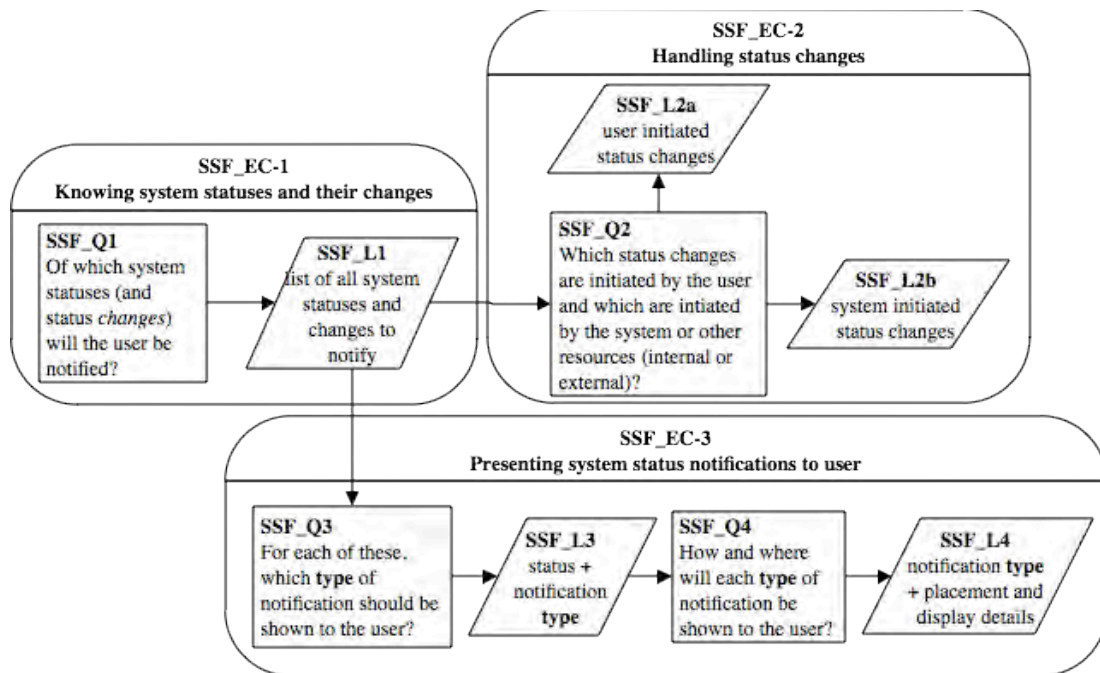 SSF_EC-2
Handling status changes
SSF_L2a
user initiated
status changes
SSF_EC-1
Knowing system statuses and their changes
SSF_Q1
Of which system
statuses (and
status changes)
will the user be
notified?
SSF_L1
list of all system
statuses and
changes to
notify
SSF_Q2
Which status changes
are initiated by the user
and which are intiated
by the system or other
resources (internal or
external)?
SSF_L2b
system initiated
status changes
SSF_EC-3
Presenting system status notifications to user
SSF_Q3
For each of these,
which type of
notification should be
shown to the user?
SSF_L3
status +
notification
type
SSF_Q4
How and where
will each type of
notification be
shown to the user?
SSF_L4
notification type
+ placement and
display details